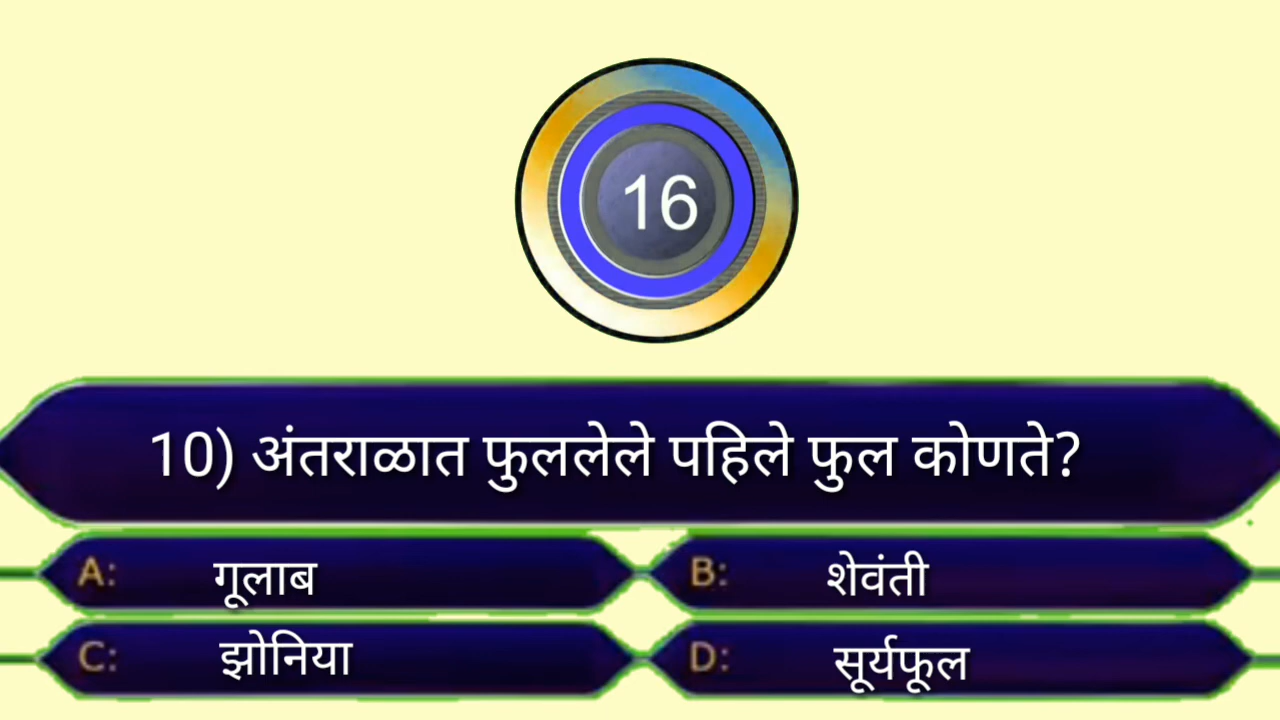 16
10) अंतराळात फुललेले पहिले फुल कोणते?
A: गूलाब
B: शेवंती
C: झोनिया
D: सूर्यफूल